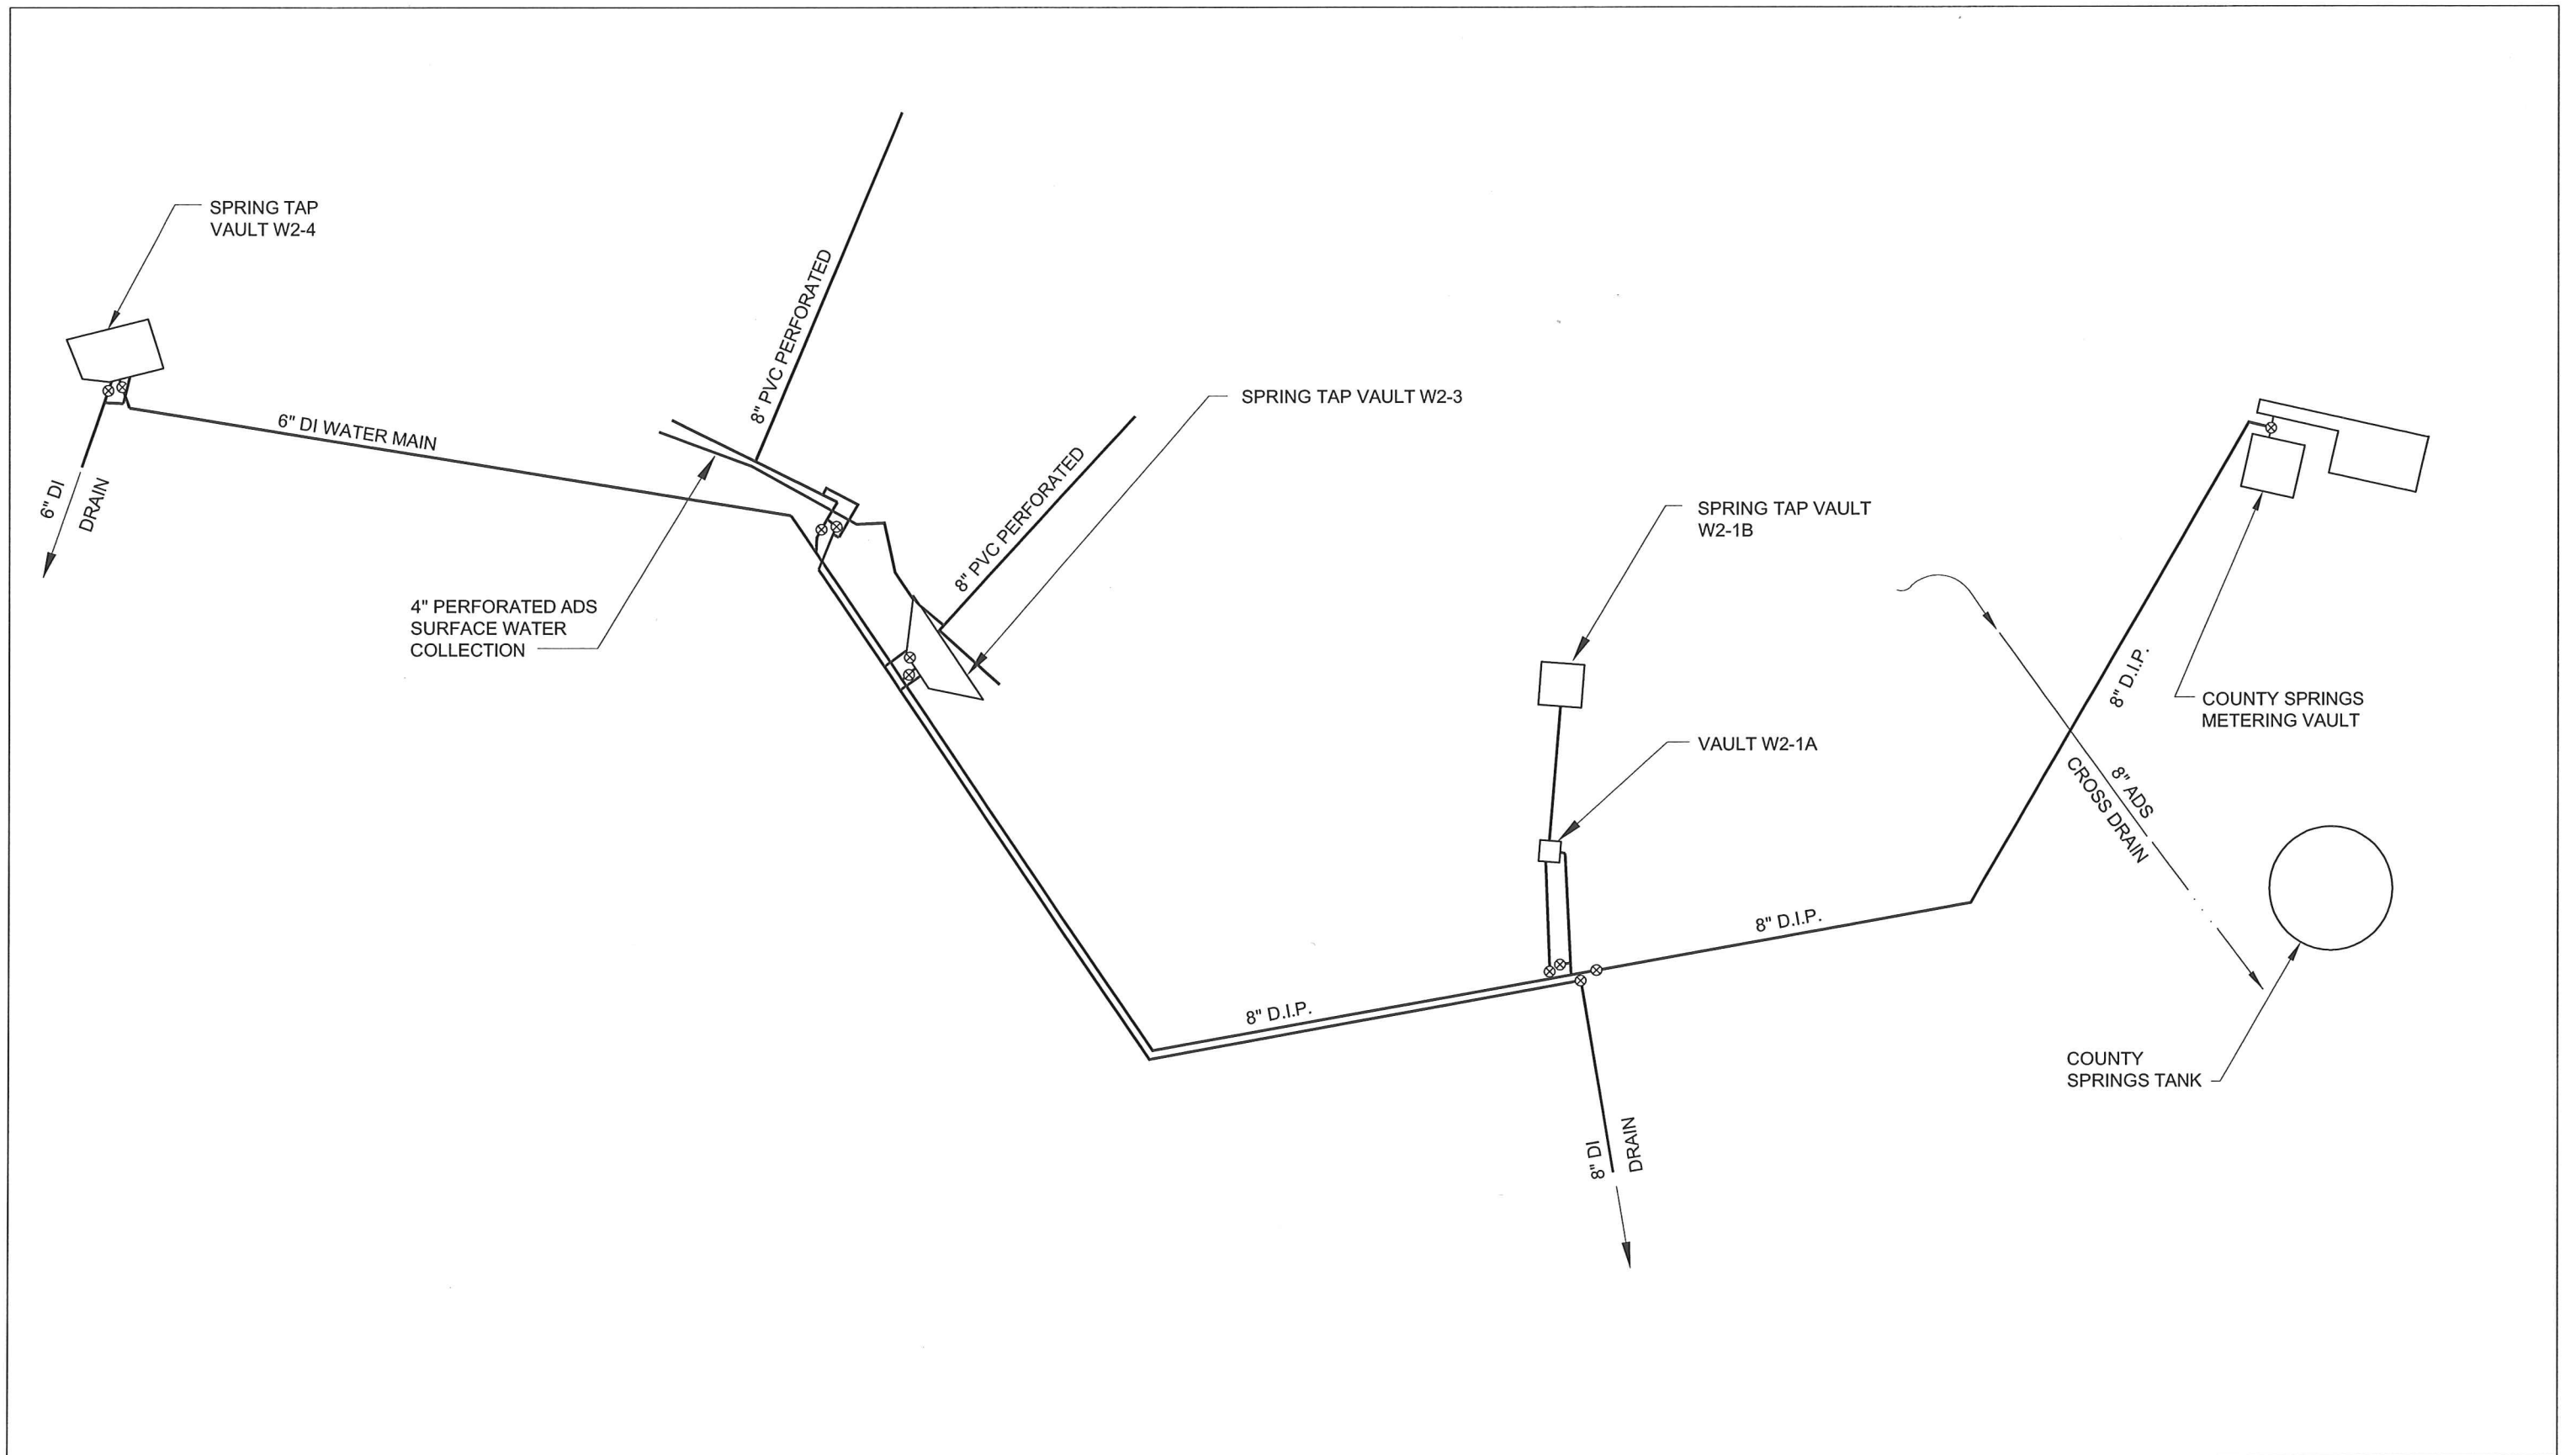 SPRING TAP
VAULT W2-4
6" DI WATER MAIN
6" DI
DRAIN
8" PVC PERFORATED
4" PERFORATED ADS
SURFACE WATER
COLLECTION
8" PVC PERFORATED
SPRING TAP VAULT W2-3
SPRING TAP VAULT
W2-1B
VAULT W2-1A
8" D.I.P.
8" D.I.P.
8" DI
DRAIN
8" D.I.P.
8" ADS
CROSS DRAIN
COUNTY SPRINGS
METERING VAULT
COUNTY
SPRINGS TANK